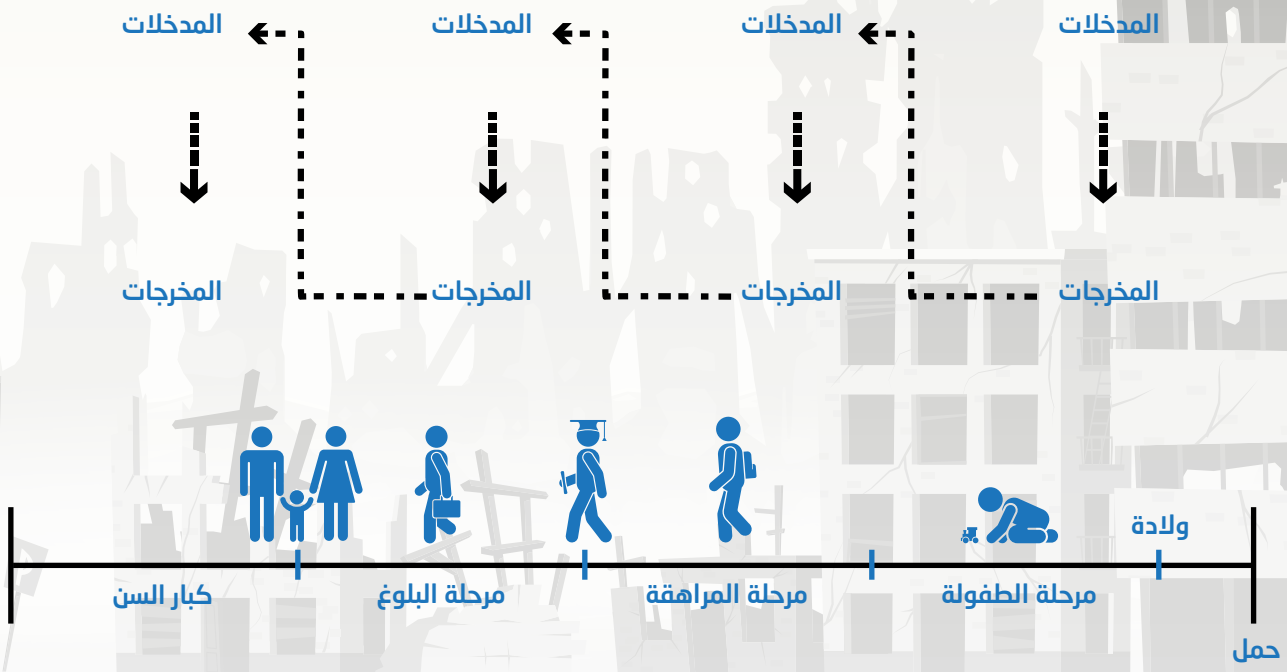 المدخلات
المدخلات
المدخلات
المدخلات
المخرجات
المخرجات
المخرجات
المخرجات
ولادة
مرحلة الطفولة
مرحلة المراهقة
مرحلة البلوغ
كبار السن
حمل